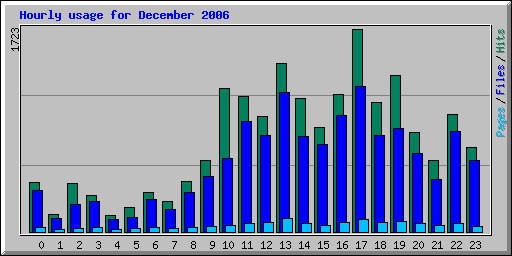 Hourly usage for December 2006
1723
Pages / Files / Hits
0 1 2 3 4 5 6 7 8 9 10 11 12 13 14 15 16 17 18 19 20 21 22 23